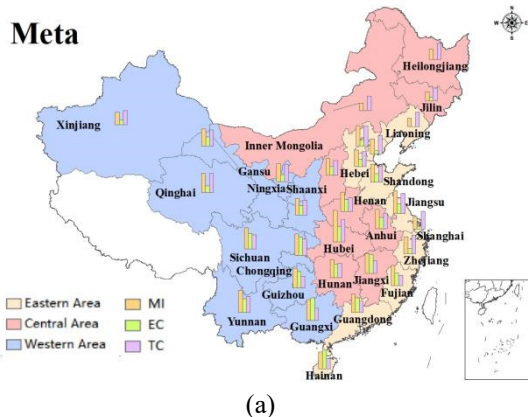 Meta
N
W E
S
Heilongjiang
Jilin
Liaoning
Xinjiang
Inner Mongolia
Gansu
Hebei
Ningxia
Shaanxi
Shandong
Qinghai
Henan
Jiangsu
Shanghai
Anhui
Hubei
Zhejiang
Sichuan
Chongqing
Hunan
Jiangxi
Fujian
Guizhou
Yunnan
Guangxi
Guangdong
Hainan
Eastern Area MI
Central Area EC
Western Area TC
(a)